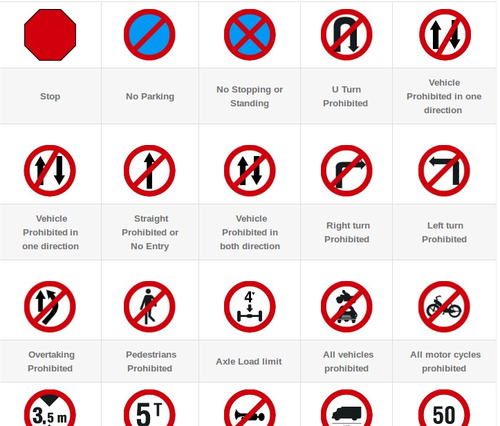 Stop
No Parking
No Stopping or
Standing
U Turn
Prohibited
Vehicle
Prohibited in one
direction
Vehicle
Prohibited in
one direction
Straight
Prohibited or
No Entry
Vehicle
Prohibited in
both direction
Right turn
Prohibited
Left turn
Prohibited
4T
Overtaking
Prohibited
Pedestrians
Prohibited
Axle Load limit
All vehicles
prohibited
All motor cycles
prohibited
3,5 m
5 T
50